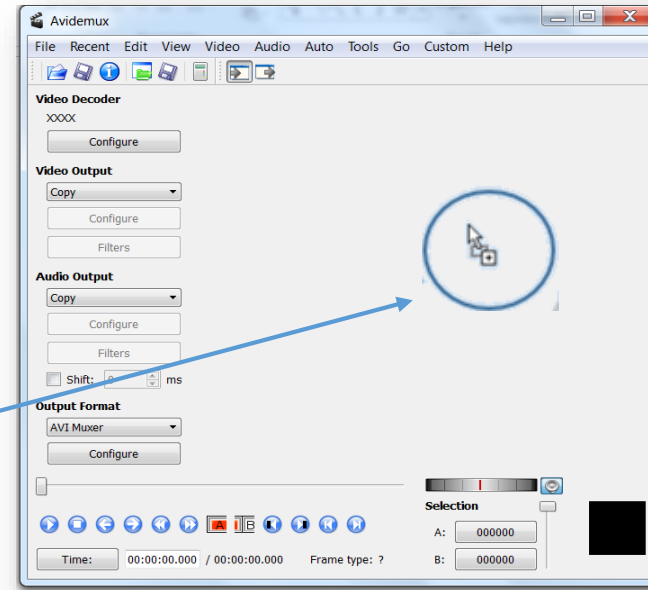 Avidemux
File Recent Edit View Video Audio Auto Tools Go Custom Help
Video Decoder
XXXX
Configure
Video Output
Copy
Configure
Filters
Audio Output
Copy
Configure
Filters
Shift: 0 ms
Output Format
AVI Muxer
Configure
A B
Selection
A: 000000
Time: 00:00:00.000 / 00:00:00.000 Frame type: ? B: 000000